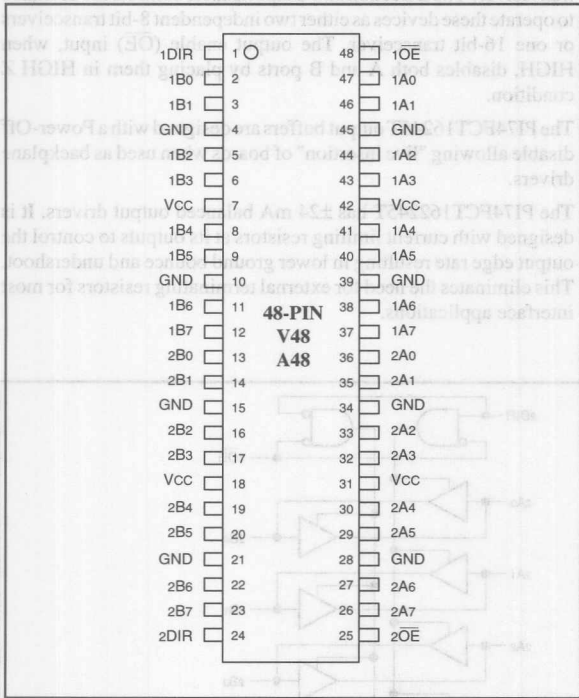 to operate these devices as either two independent 8-bit transceivers
or one 16-bit transceiver. The output enable (O̅E̅) input, when
HIGH, disables both A and B ports by placing them in HIGH Z
condition.
The output buffers are designed with a Power-Off
disable allowing "live insertion" of boards when used as backplane
drivers.
The PI74FCT162245T has ±24 mA balanced output drivers. It is
designed with current limiting resistors at its outputs to control the
output edge rate resulting in lower ground bounce and undershoot.
This eliminates the need for external terminating resistors for most
interface applications.
1DIR 1 48 1O̅E̅
1B0 2 47 1A0
1B1 3 46 1A1
GND 4 45 GND
1B2 5 44 1A2
1B3 6 43 1A3
VCC 7 42 VCC
1B4 8 41 1A4
1B5 9 40 1A5
GND 10 39 GND
1B6 11 38 1A6
1B7 12 37 1A7
2B0 13 36 2A0
2B1 14 35 2A1
GND 15 34 GND
2B2 16 33 2A2
2B3 17 32 2A3
VCC 18 31 VCC
2B4 19 30 2A4
2B5 20 29 2A5
GND 21 28 GND
2B6 22 27 2A6
2B7 23 26 2A7
2DIR 24 25 2O̅E̅
48-PIN
V48
A48